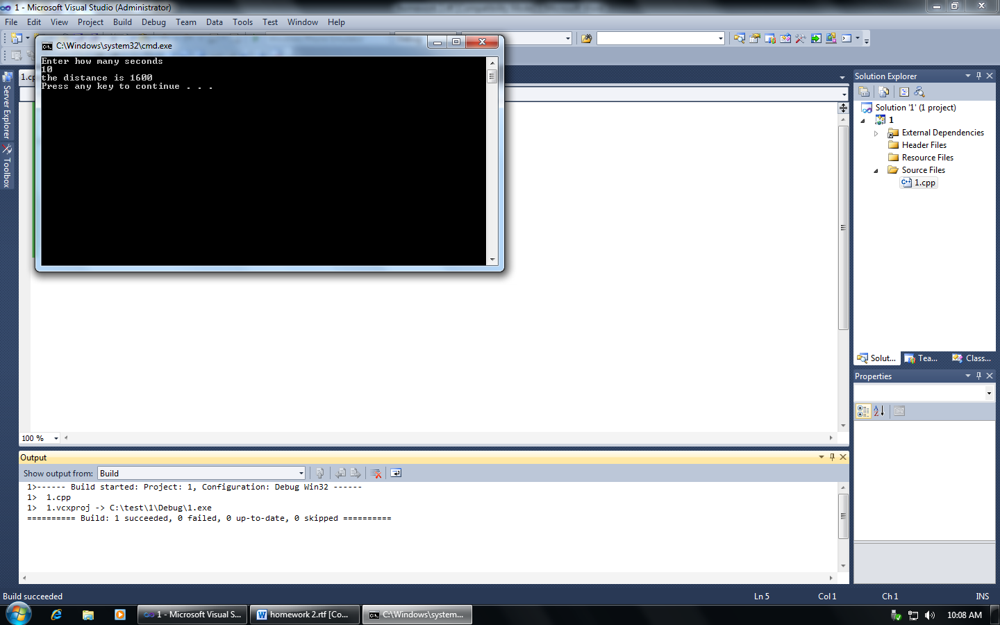 1 - Microsoft Visual Studio (Administrator)
File Edit View Project Build Debug Team Data Tools Test Window Help
C:\Windows\system32\cmd.exe
Enter how many seconds
10
the distance is 1600
Press any key to continue . . .
1.cp
Server Explorer
Toolbox
100 %
Solution Explorer
Solution '1' (1 project)
1
External Dependencies
Header Files
Resource Files
Source Files
1.cpp
Solut... Tea... Class...
Properties
Output
Show output from: Build
1>------ Build started: Project: 1, Configuration: Debug Win32 ------
1>  1.cpp
1>  1.vcxproj -> C:\test\1\Debug\1.exe
========== Build: 1 succeeded, 0 failed, 0 up-to-date, 0 skipped ==========
Build succeeded Ln 5 Col 1 Ch 1 INS
1 - Microsoft Visual S... homework 2.rtf [Co... C:\Windows\system... 10:08 AM